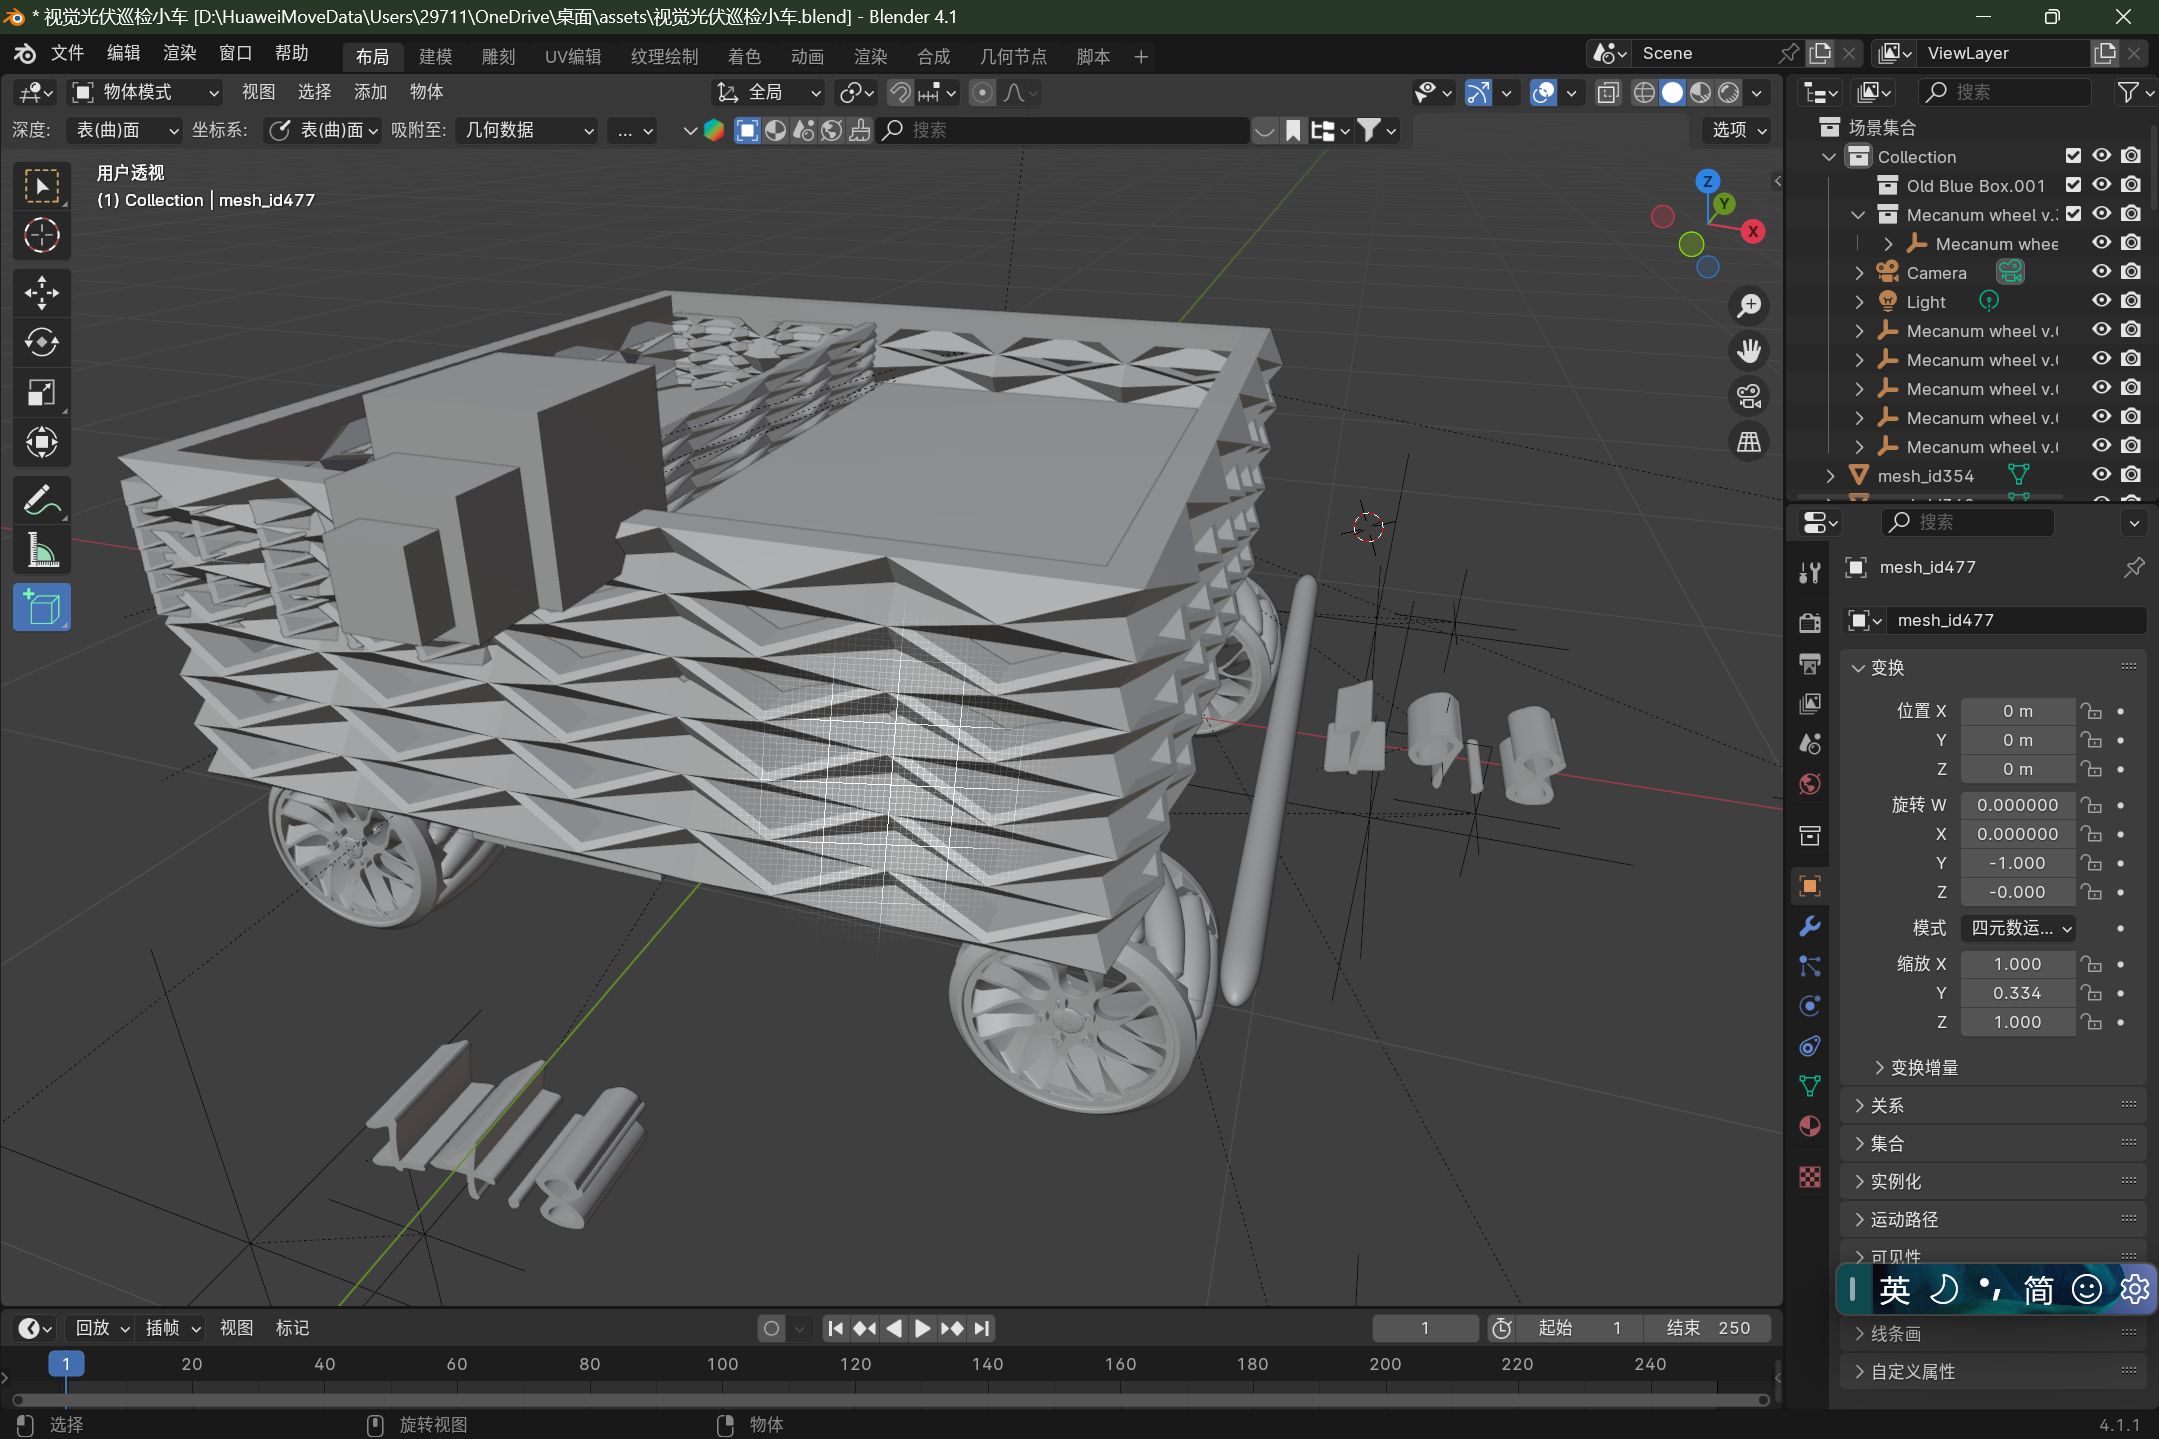 * 视觉光伏巡检小车 [D:\HuaweiMoveData\Users\29711\OneDrive\桌面\assets\视觉光伏巡检小车.blend] - Blender 4.1
文件 编辑 渲染 窗口 帮助 布局 建模 雕刻 UV编辑 纹理绘制 着色 动画 渲染 合成 几何节点 脚本 + Scene ViewLayer
物体模式 视图 选择 添加 物体 全局 搜索
深度: 表(曲)面 坐标系: 表(曲)面 吸附至: 几何数据 ... 搜索 选项
用户透视
(1) Collection | mesh_id477
Z
Y
X
场景集合
Collection
Old Blue Box.001
Mecanum wheel v.
Mecanum whee
Camera
Light
Mecanum wheel v.
Mecanum wheel v.
Mecanum wheel v.
Mecanum wheel v.
Mecanum wheel v.
mesh_id354
搜索
mesh_id477
mesh_id477
变换
位置 X 0 m
Y 0 m
Z 0 m
旋转 W 0.000000
X 0.000000
Y -1.000
Z -0.000
模式 四元数运...
缩放 X 1.000
Y 0.334
Z 1.000
变换增量
关系
集合
实例化
运动路径
可见性
英 简
线条画
自定义属性
回放 插帧 视图 标记 1 起始 1 结束 250
1 20 40 60 80 100 120 140 160 180 200 220 240
选择 旋转视图 物体 4.1.1